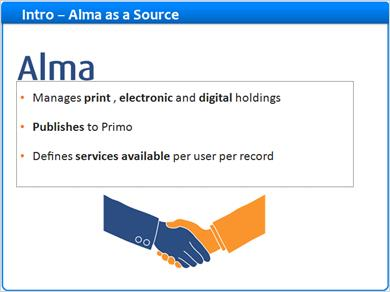 Intro – Alma as a Source
Alma
• Manages print , electronic and digital holdings
• Publishes to Primo
• Defines services available per user per record